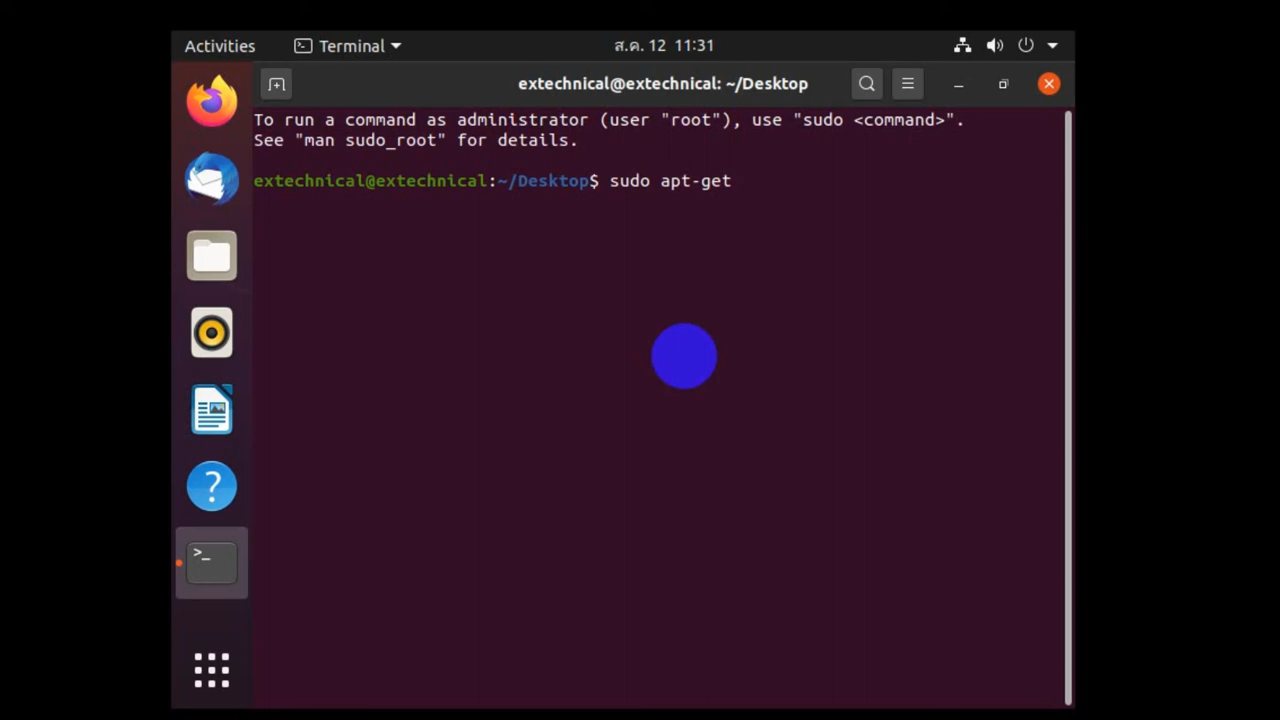 Activities Terminal ส.ค. 12 11:31
extechnical@extechnical: ~/Desktop
To run a command as administrator (user "root"), use "sudo <command>".
See "man sudo_root" for details.
extechnical@extechnical:~/Desktop$ sudo apt-get
?
>_